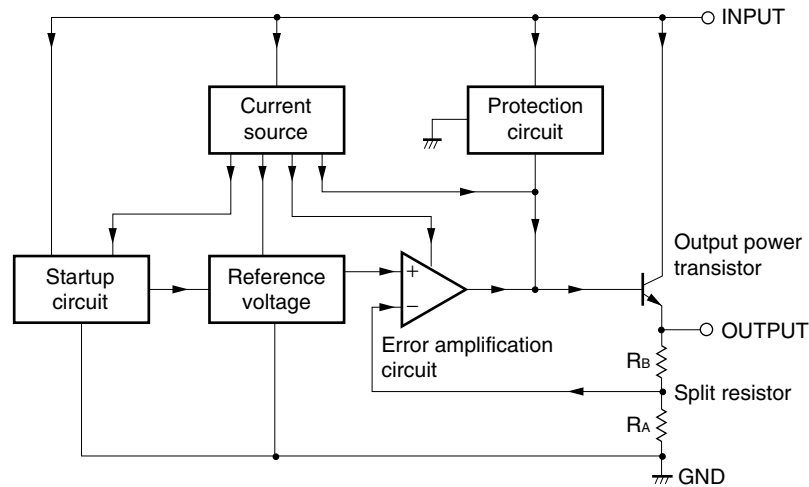 INPUT
Current
source
Protection
circuit
Output power
transistor
Startup
circuit
Reference
voltage
+
−
OUTPUT
Error amplification
circuit
RB
Split resistor
RA
GND